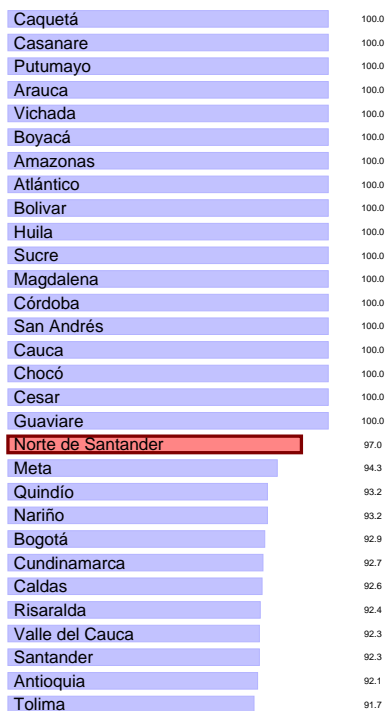 Caquetá 100.0
Casanare 100.0
Putumayo 100.0
Arauca 100.0
Vichada 100.0
Boyacá 100.0
Amazonas 100.0
Atlántico 100.0
Bolivar 100.0
Huila 100.0
Sucre 100.0
Magdalena 100.0
Córdoba 100.0
San Andrés 100.0
Cauca 100.0
Chocó 100.0
Cesar 100.0
Guaviare 100.0
Norte de Santander 97.0
Meta 94.3
Quindío 93.2
Nariño 93.2
Bogotá 92.9
Cundinamarca 92.7
Caldas 92.6
Risaralda 92.4
Valle del Cauca 92.3
Santander 92.3
Antioquia 92.1
Tolima 91.7